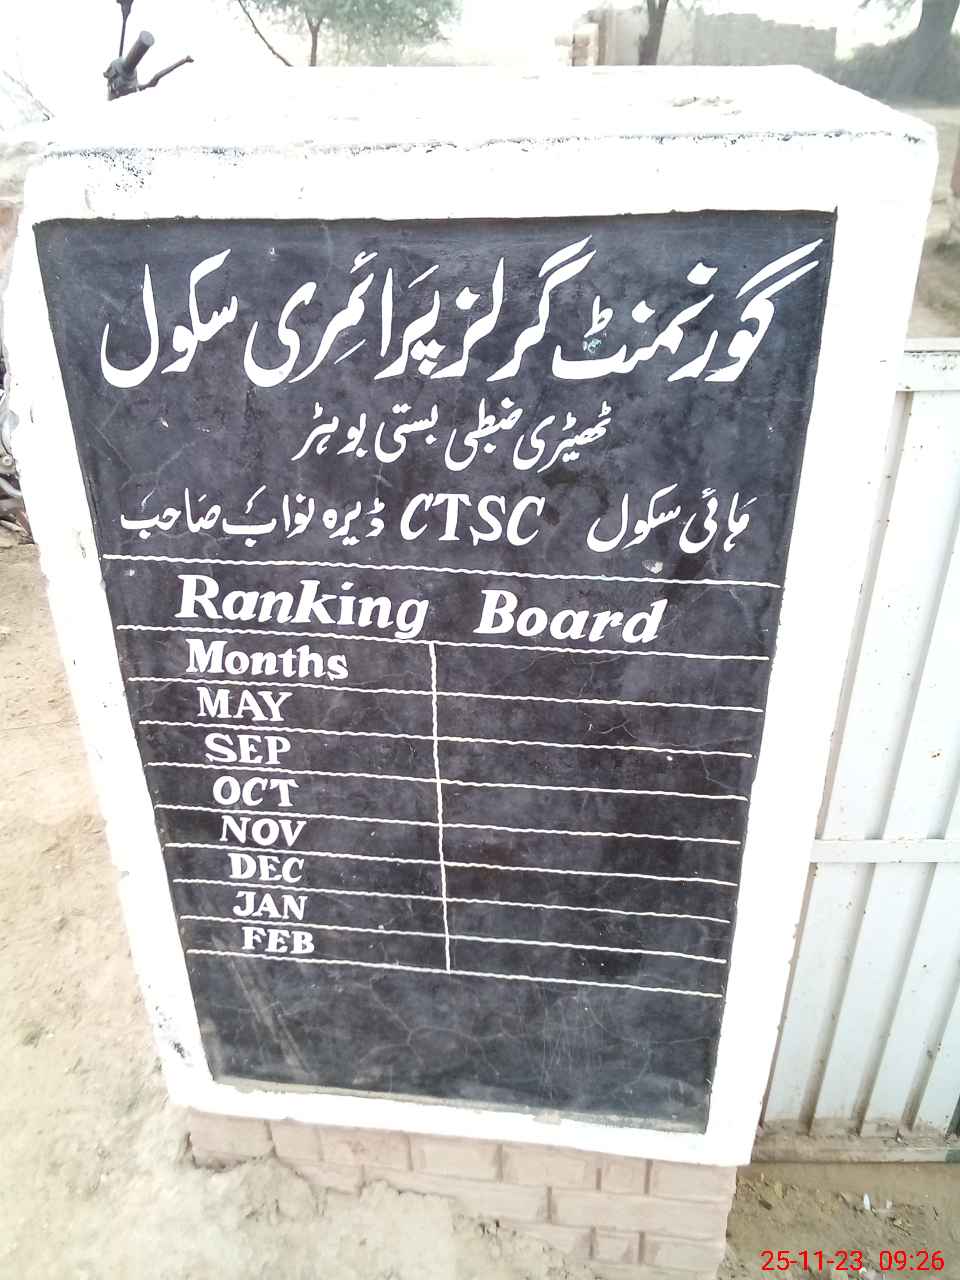 گورنمنٹ گرلز پرائمری سکول
ٹھیڑی ضبطی بستی بوہڑ
ہائی سکول CTSC ڈیرہ نواب صاحب
Ranking Board
Months
MAY
SEP
OCT
NOV
DEC
JAN
FEB
25-11-23 09:26